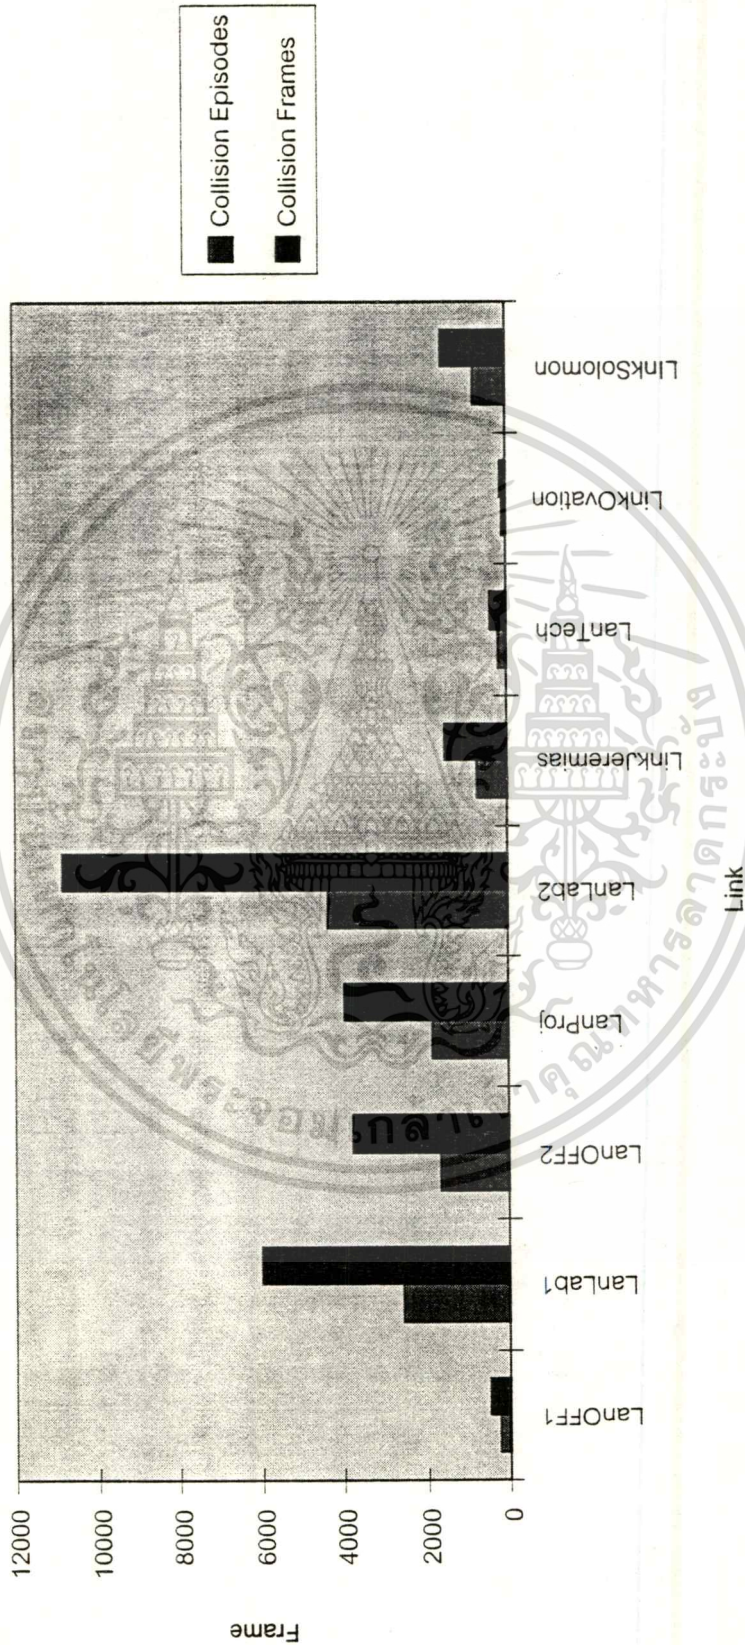 Frame
12000
10000
8000
6000
4000
2000
0
LanOFF1
LanLab1
LanOFF2
LanProj
LanLab2
LinkJeremias
LanTech
LinkOvation
LinkSolomon
Link
Collision Episodes
Collision Frames